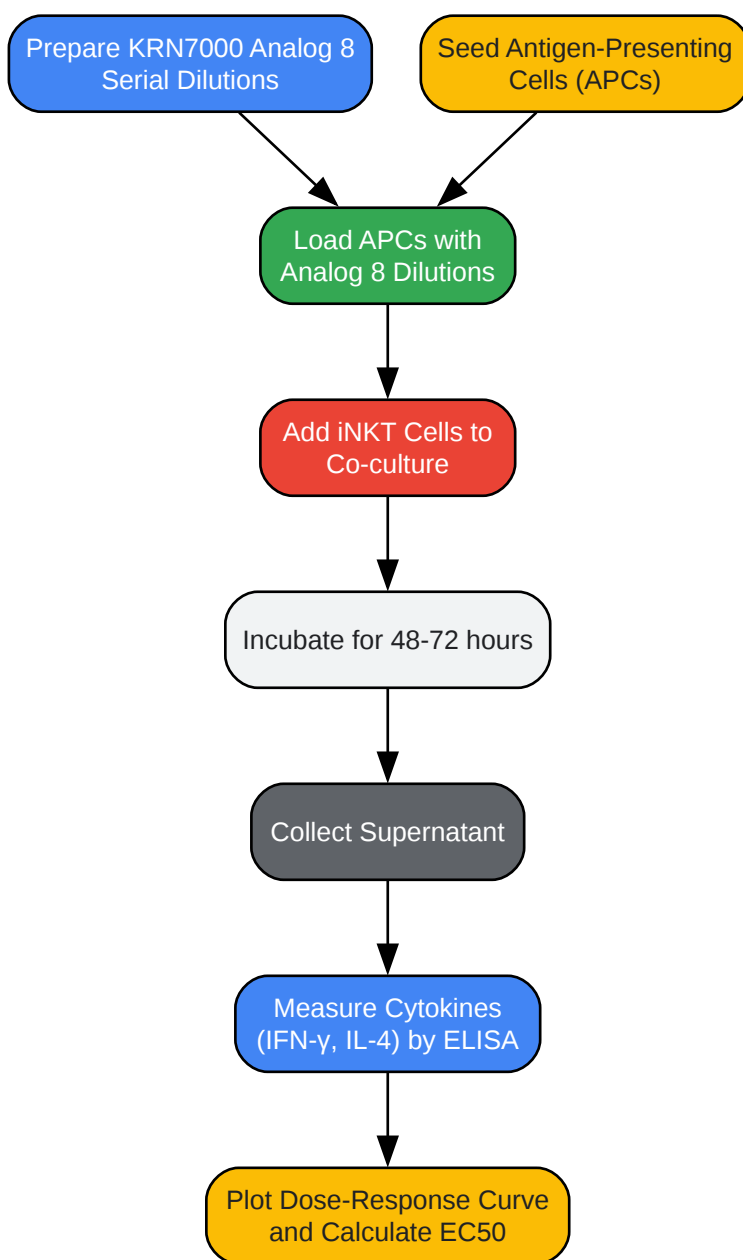 Prepare KRN7000 Analog 8
Serial Dilutions
Seed Antigen-Presenting
Cells (APCs)
Load APCs with
Analog 8 Dilutions
Add iNKT Cells to
Co-culture
Incubate for 48-72 hours
Collect Supernatant
Measure Cytokines
(IFN-γ, IL-4) by ELISA
Plot Dose-Response Curve
and Calculate EC50